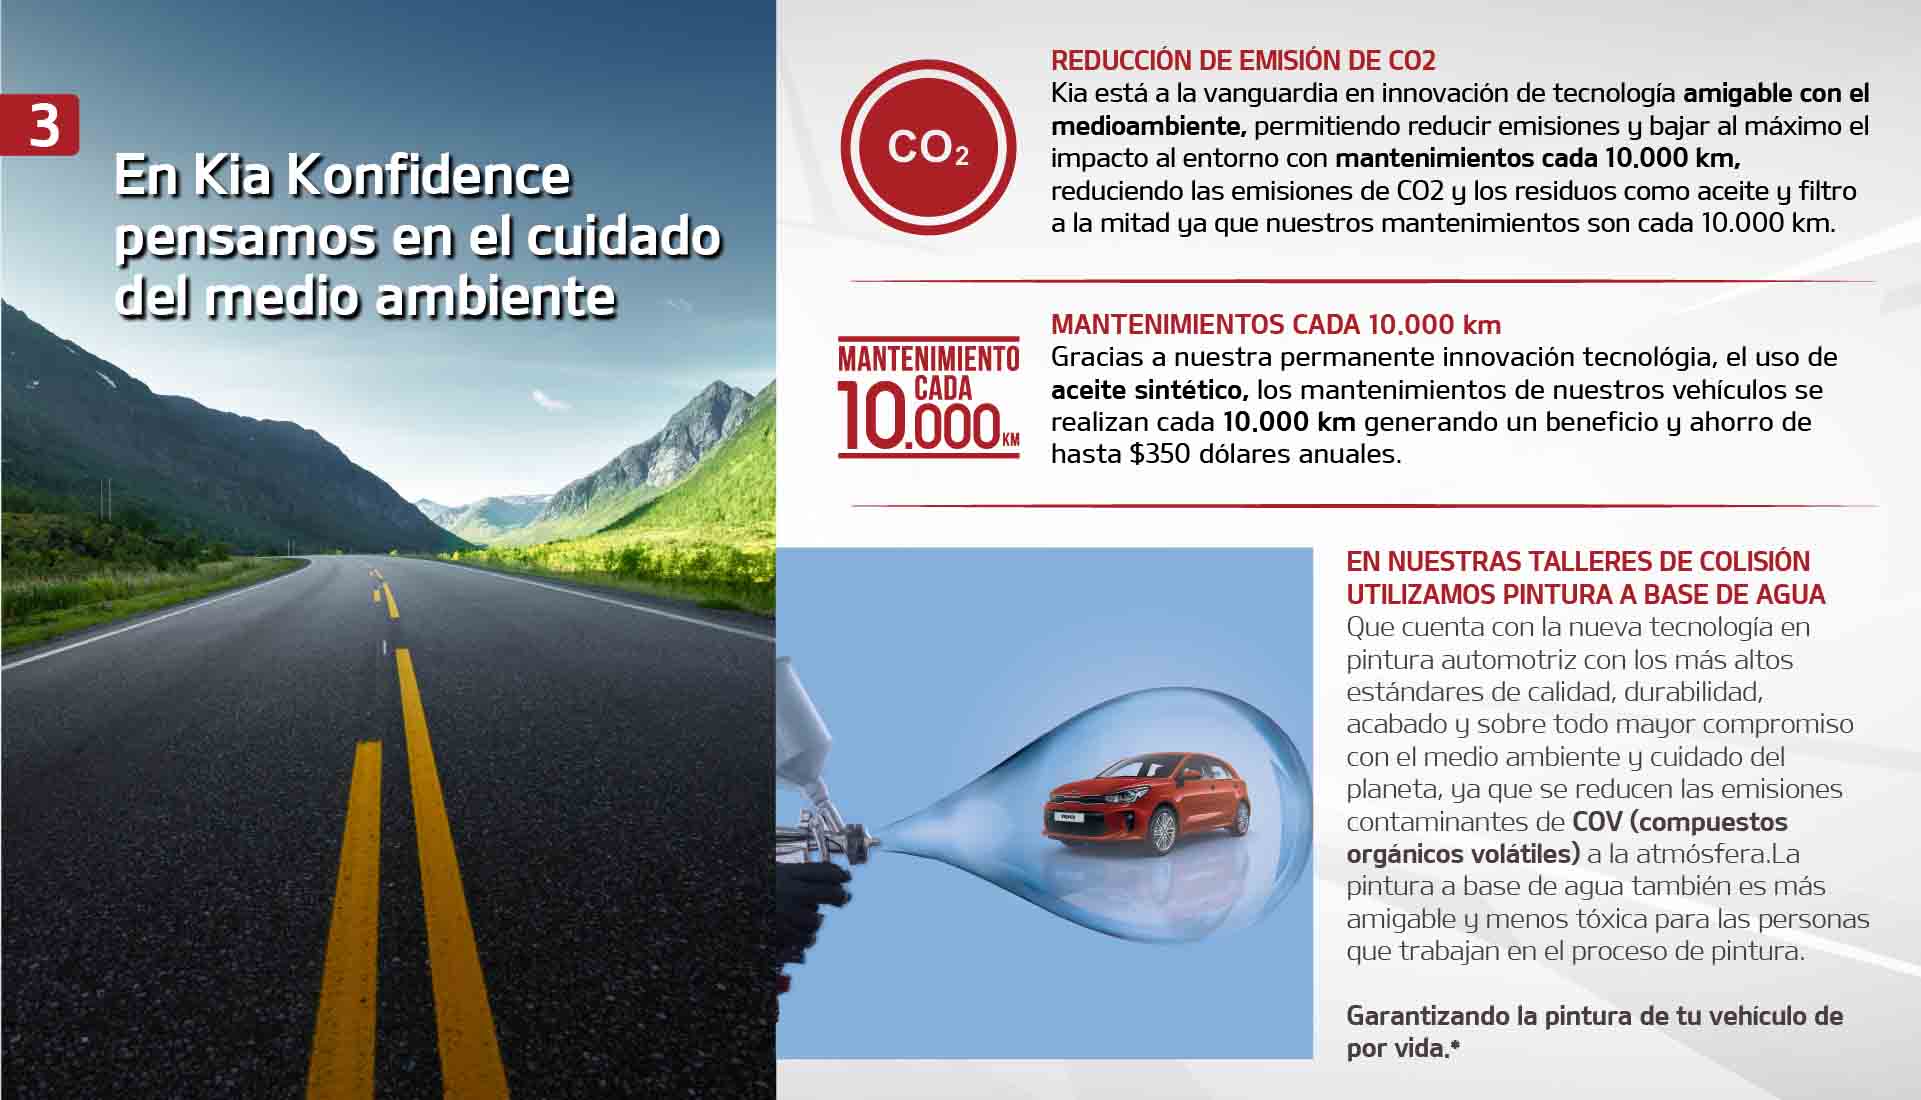 3
En Kia Konfidence
pensamos en el cuidado
del medio ambiente
CO2
REDUCCIÓN DE EMISIÓN DE CO2
Kia está a la vanguardia en innovación de tecnología amigable con el
medioambiente, permitiendo reducir emisiones y bajar al máximo el
impacto al entorno con mantenimientos cada 10.000 km,
reduciendo las emisiones de CO2 y los residuos como aceite y filtro
a la mitad ya que nuestros mantenimientos son cada 10.000 km.
MANTENIMIENTO
CADA
10.000 KM
MANTENIMIENTOS CADA 10.000 km
Gracias a nuestra permanente innovación tecnológia, el uso de
aceite sintético, los mantenimientos de nuestros vehículos se
realizan cada 10.000 km generando un beneficio y ahorro de
hasta $350 dólares anuales.
EN NUESTRAS TALLERES DE COLISIÓN
UTILIZAMOS PINTURA A BASE DE AGUA
Que cuenta con la nueva tecnología en
pintura automotriz con los más altos
estándares de calidad, durabilidad,
acabado y sobre todo mayor compromiso
con el medio ambiente y cuidado del
planeta, ya que se reducen las emisiones
contaminantes de COV (compuestos
orgánicos volátiles) a la atmósfera.La
pintura a base de agua también es más
amigable y menos tóxica para las personas
que trabajan en el proceso de pintura.
Garantizando la pintura de tu vehículo de
por vida.*